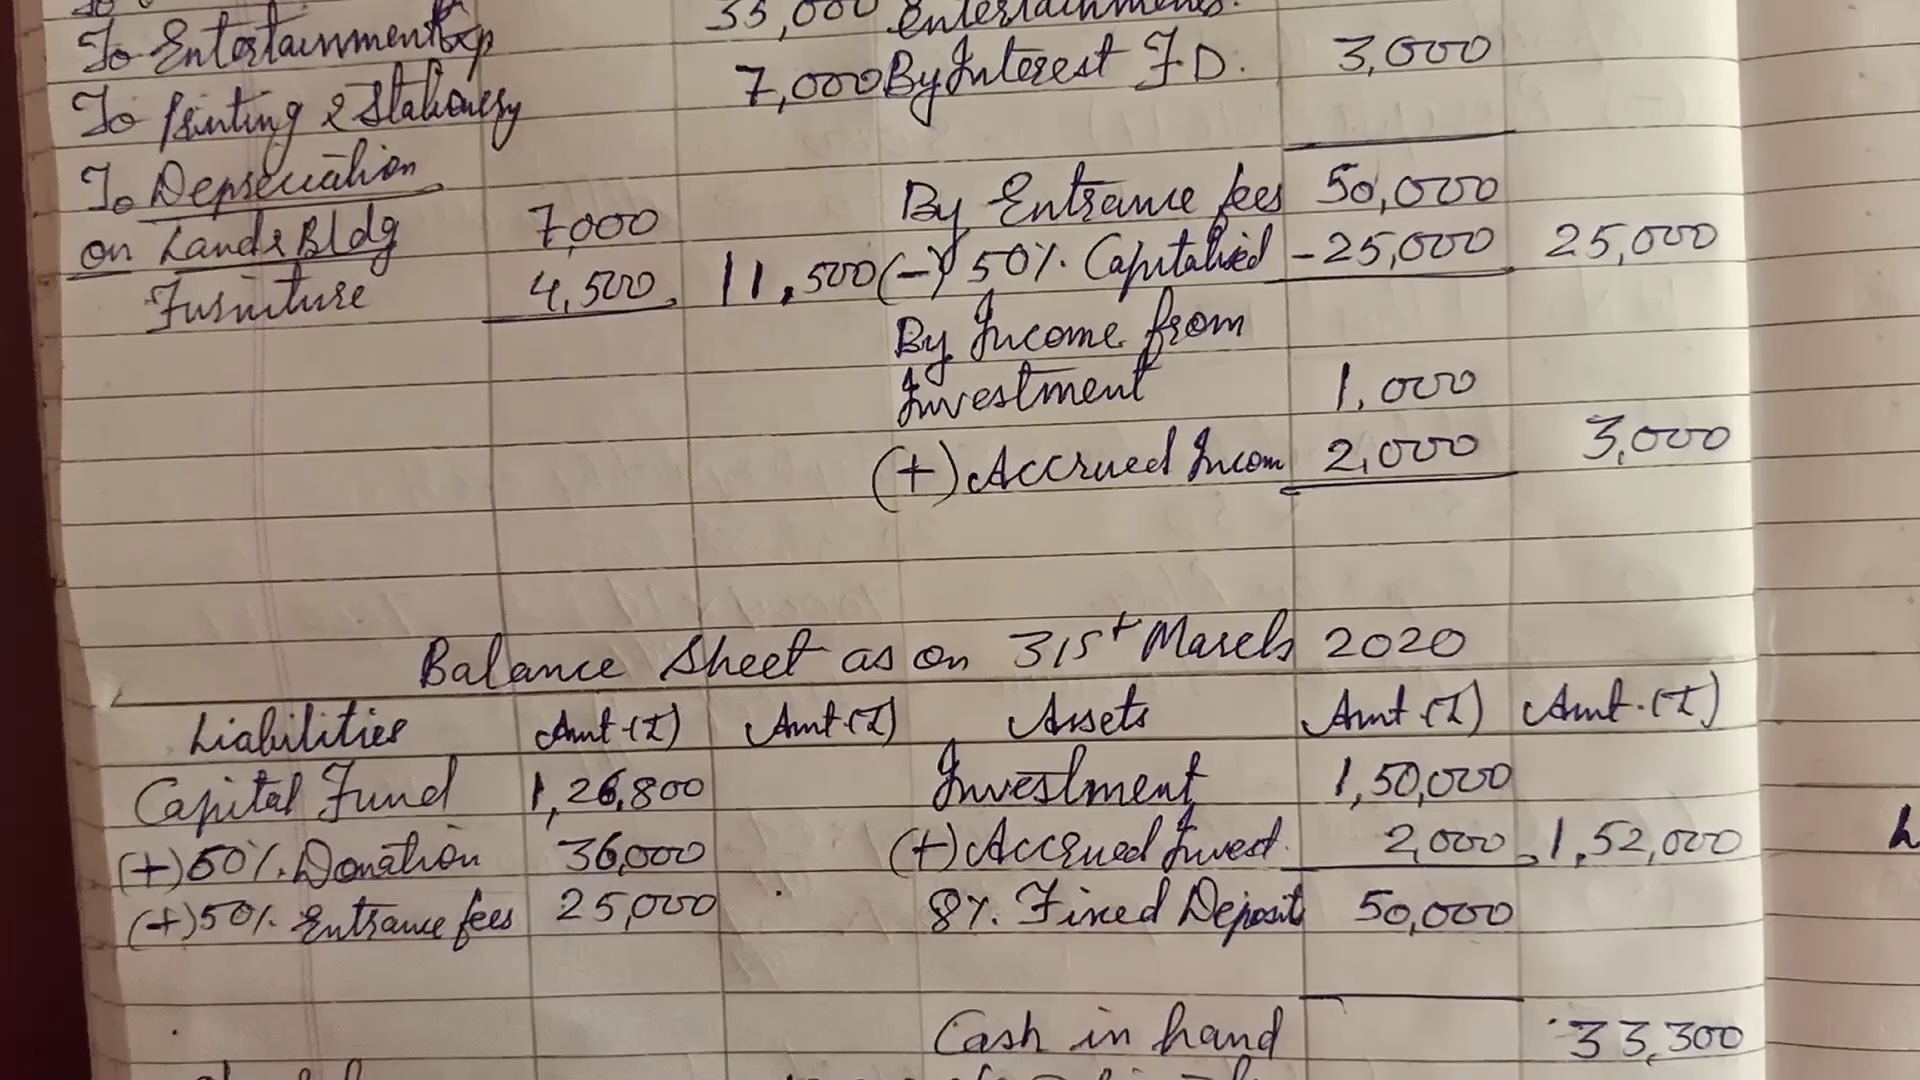 35,000 entertainment.
To Entertainment Exp
7,000 By Interest F.D. 3,000
To Printing & Stationery
To Depreciation
on Land & Bldg 7,000 By Entrance fees 50,000
Furniture 4,500 11,500 (-) 50% Capitalised -25,000 25,000
By Income from
Investment 1,000
(+) Accrued Incom 2,000 3,000
Balance Sheet as on 31st March 2020
Liabilities Amt (₹) Amt (₹) Assets Amt (₹) Amt. (₹)
Capital Fund 1,26,800 Investment 1,50,000
(+) 50% Donation 36,000 (+) Accrued Invest. 2,000 1,52,000
(+) 50% Entrance fees 25,000 8% Fixed Deposit 50,000
Cash in hand 33,300